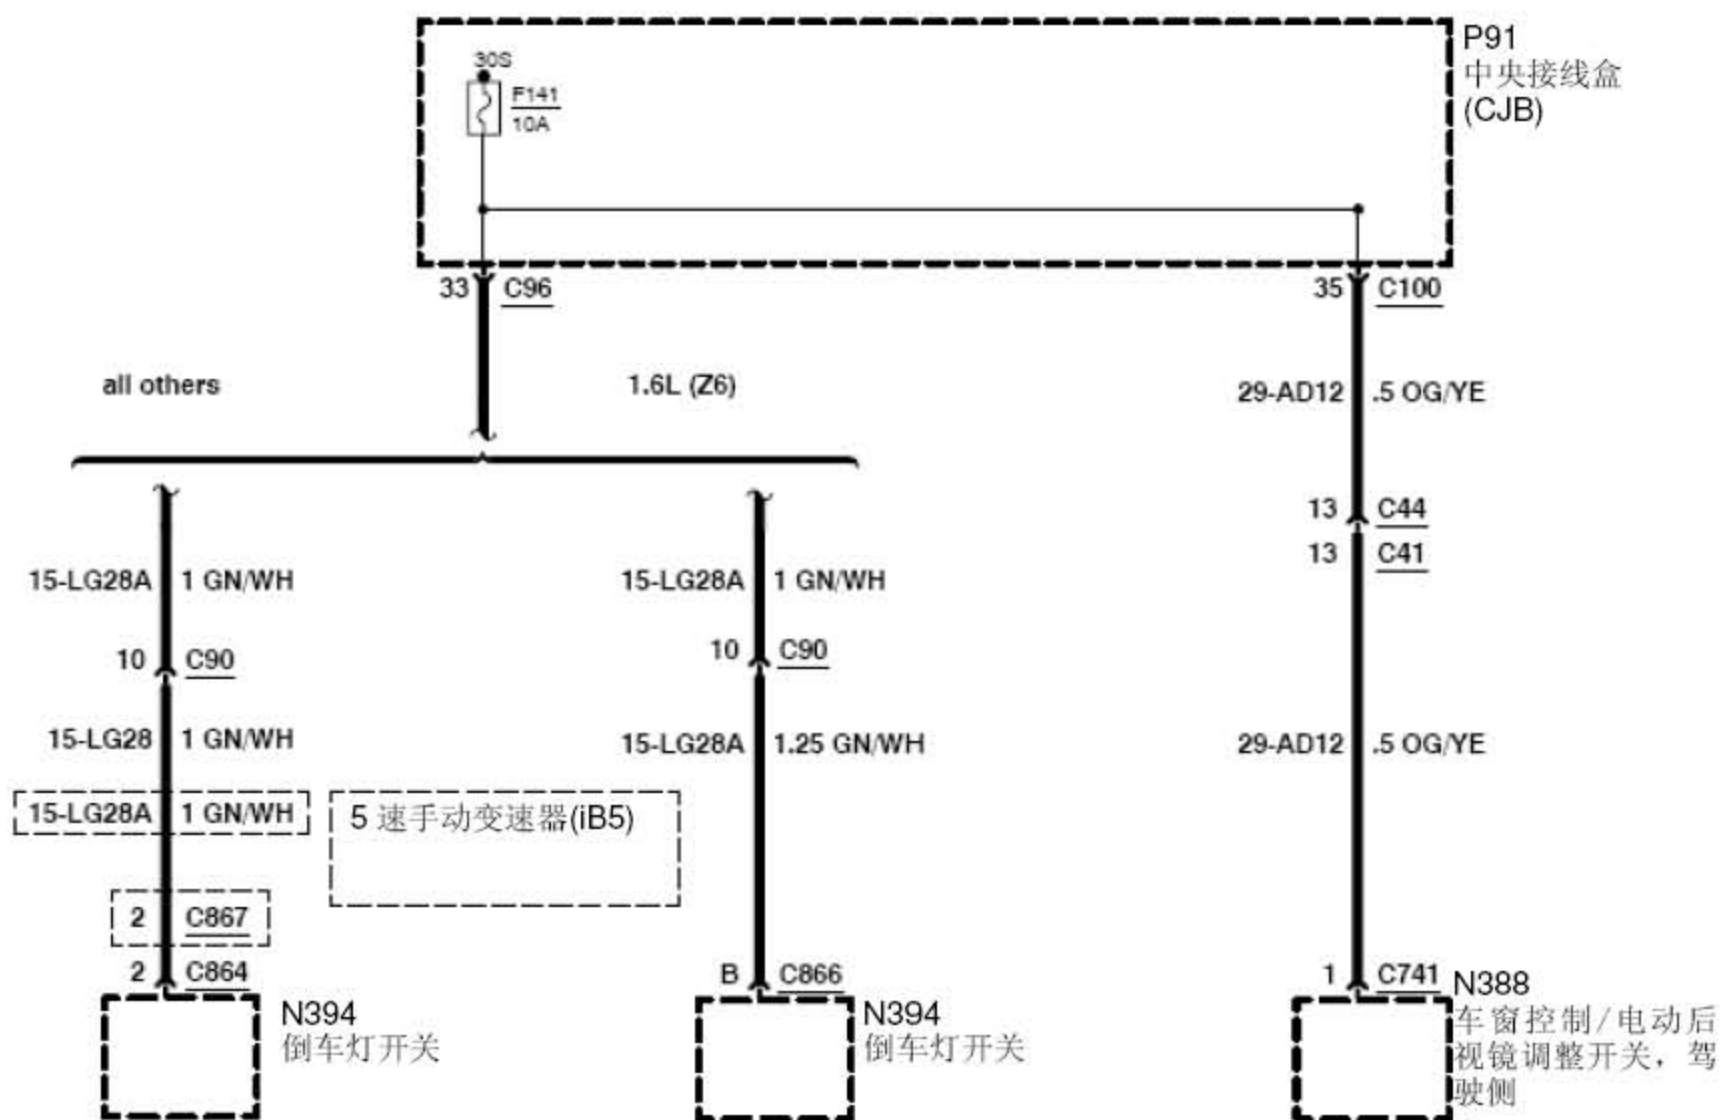 P91
中央接线盒
(CJB)
30S
F141
10A
33 C96
35 C100
all others
1.6L (Z6)
29-AD12 .5 OG/YE
13 C44
13 C41
15-LG28A 1 GN/WH
15-LG28A 1 GN/WH
10 C90
10 C90
15-LG28 1 GN/WH
15-LG28A 1.25 GN/WH
29-AD12 .5 OG/YE
15-LG28A 1 GN/WH
5 速手动变速器(iB5)
2 C867
2 C864
B C866
1 C741
N394
倒车灯开关
N394
倒车灯开关
N388
车窗控制/电动后
视镜调整开关，驾
驶侧